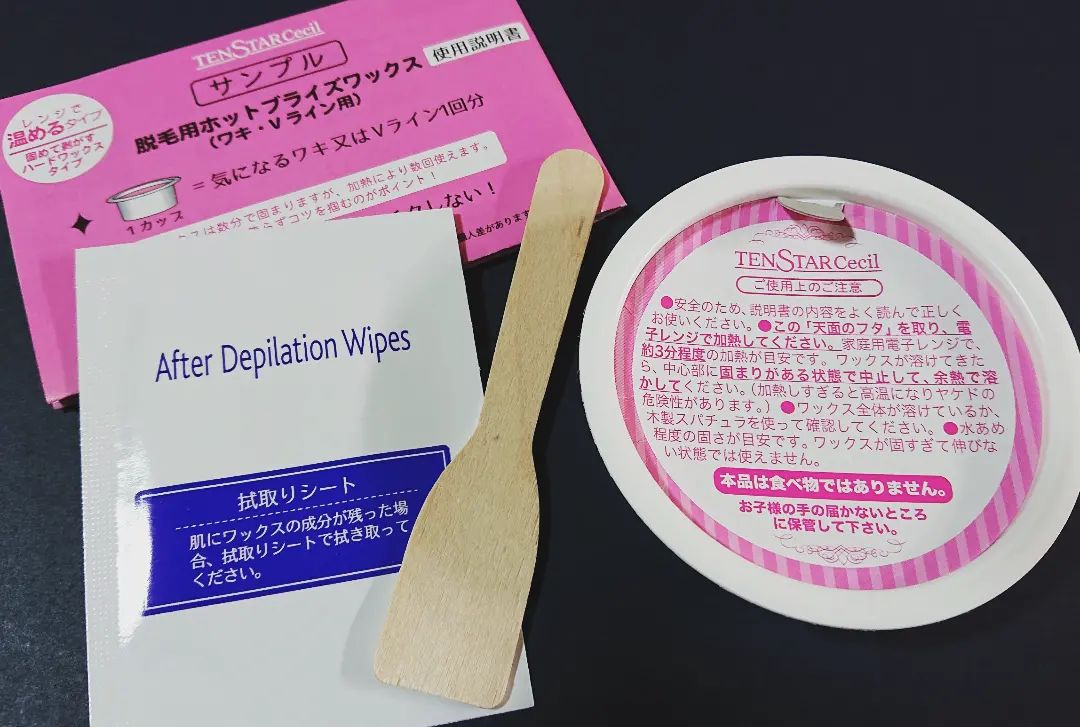 TENSTAR Cecil
サンプル
使用説明書
脱毛用ホットブライズワックス
(ワキ・Vライン用)
レンジで
温めるタイプ
固めて剥がす
ハードワックス
タイプ
=気になるワキ又はVライン1回分
1カップ
スは数分で固まりますが、加熱により数回使えます。
らずコツを掴むのがポイント!
しない!
個人差があります
After Depilation Wipes
拭取りシート
肌にワックスの成分が残った場
合、拭取りシートで拭き取って
ください。
TENSTAR Cecil
ご使用上のご注意
●安全のため、説明書の内容をよく読んで正しく
お使いください。●この「天面のフタ」を取り、電
子レンジで加熱してください。家庭用電子レンジで、
約3分程度の加熱が目安です。ワックスが溶けてきた
ら、中心部に固まりがある状態で中止して、余熱で溶
かしてください。(加熱しすぎると高温になりヤケドの
危険性があります。)●ワックス全体が溶けているか、
木製スパチュラを使って確認してください。●水あめ
程度の固さが目安です。ワックスが固すぎて伸びな
い状態では使えません。
本品は食べ物ではありません。
お子様の手の届かないところ
に保管して下さい。